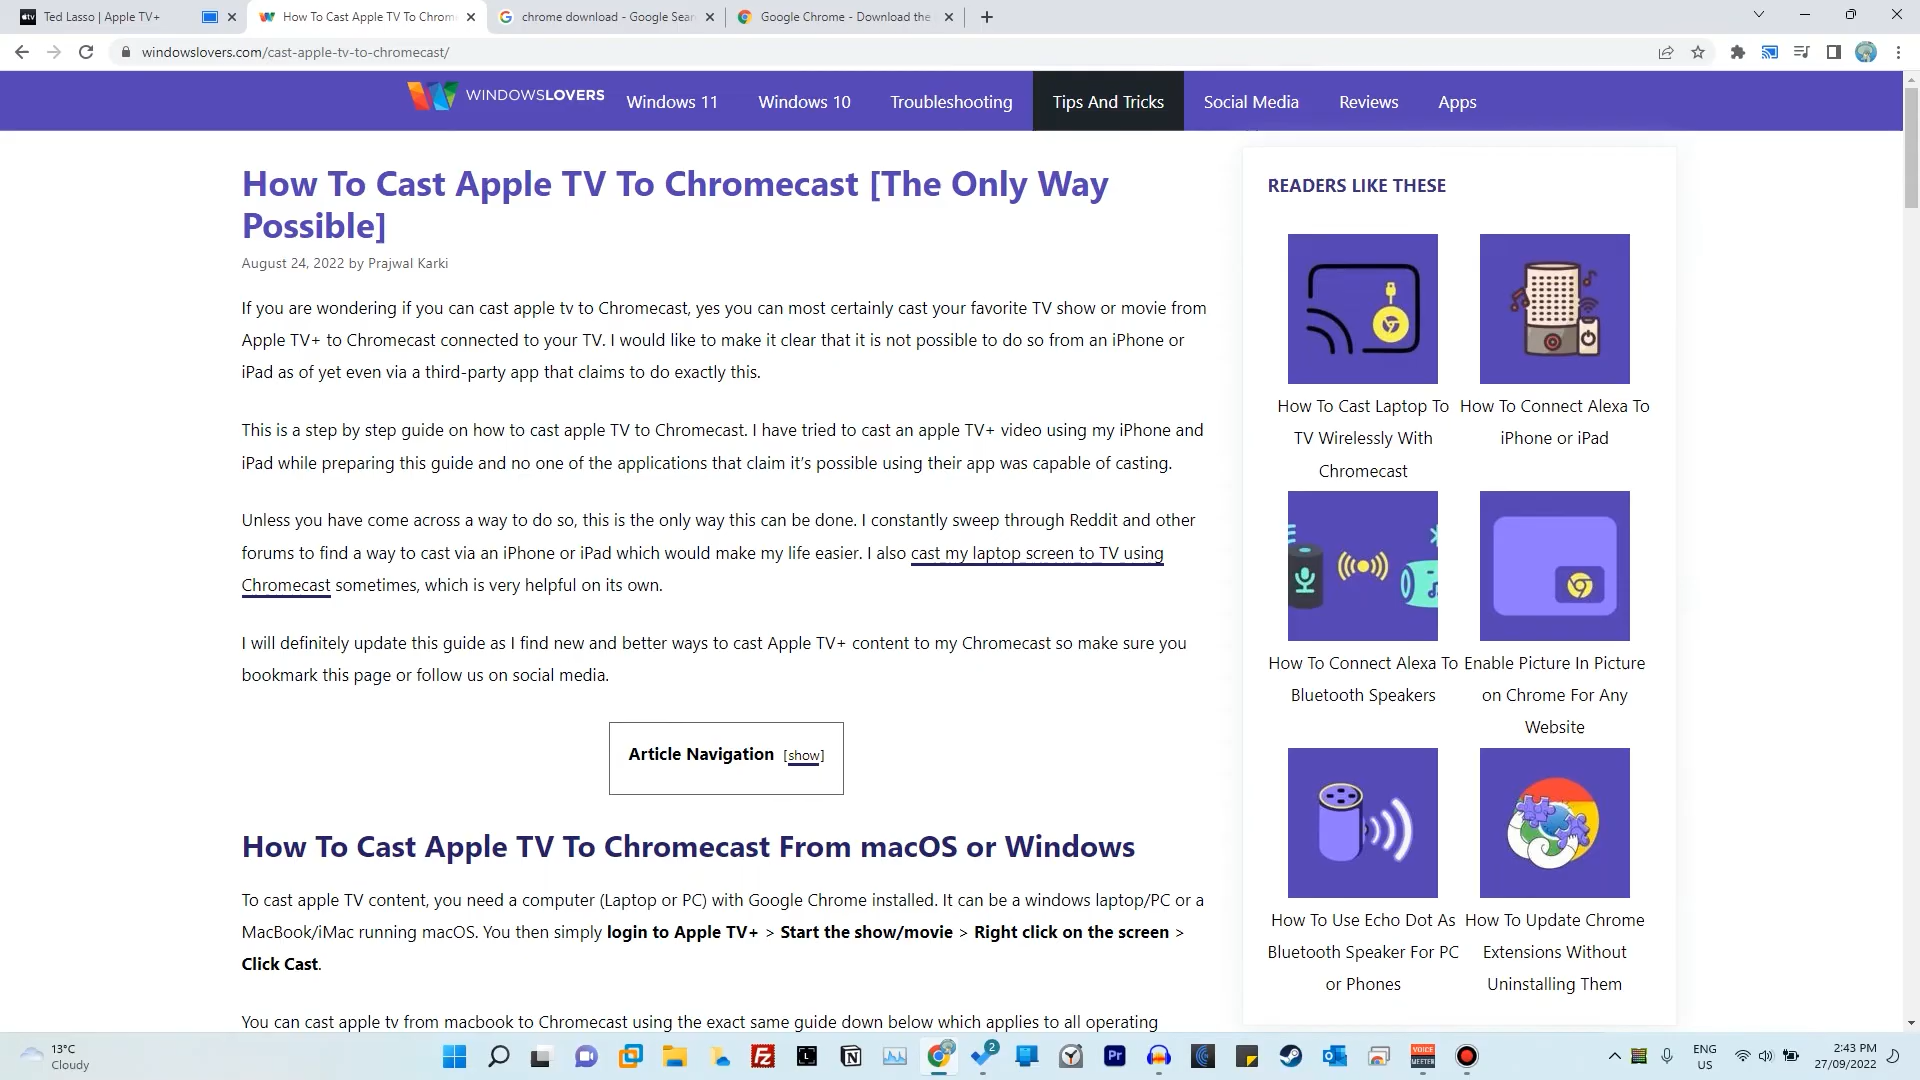 Ted Lasso | Apple TV+
How To Cast Apple TV To Chrom
chrome download - Google Sear
Google Chrome - Download the
windowslovers.com/cast-apple-tv-to-chromecast/
WINDOWSLOVERS
Windows 11
Windows 10
Troubleshooting
Tips And Tricks
Social Media
Reviews
Apps
How To Cast Apple TV To Chromecast [The Only Way
Possible]
August 24, 2022 by Prajwal Karki
If you are wondering if you can cast apple tv to Chromecast, yes you can most certainly cast your favorite TV show or movie from
Apple TV+ to Chromecast connected to your TV. I would like to make it clear that it is not possible to do so from an iPhone or
iPad as of yet even via a third-party app that claims to do exactly this.
This is a step by step guide on how to cast apple TV to Chromecast. I have tried to cast an apple TV+ video using my iPhone and
iPad while preparing this guide and no one of the applications that claim it's possible using their app was capable of casting.
Unless you have come across a way to do so, this is the only way this can be done. I constantly sweep through Reddit and other
forums to find a way to cast via an iPhone or iPad which would make my life easier. I also cast my laptop screen to TV using
Chromecast sometimes, which is very helpful on its own.
I will definitely update this guide as I find new and better ways to cast Apple TV+ content to my Chromecast so make sure you
bookmark this page or follow us on social media.
Article Navigation [show]
How To Cast Apple TV To Chromecast From macOS or Windows
To cast apple TV content, you need a computer (Laptop or PC) with Google Chrome installed. It can be a windows laptop/PC or a
MacBook/iMac running macOS. You then simply login to Apple TV+ > Start the show/movie > Right click on the screen >
Click Cast.
You can cast apple tv from macbook to Chromecast using the exact same guide down below which applies to all operating
READERS LIKE THESE
How To Cast Laptop To
TV Wirelessly With
Chromecast
How To Connect Alexa To
iPhone or iPad
How To Connect Alexa To
Bluetooth Speakers
Enable Picture In Picture
on Chrome For Any
Website
How To Use Echo Dot As
Bluetooth Speaker For PC
or Phones
How To Update Chrome
Extensions Without
Uninstalling Them
13°C
Cloudy
2
Pr
VOICE
MEETER
ENG
US
2:43 PM
27/09/2022